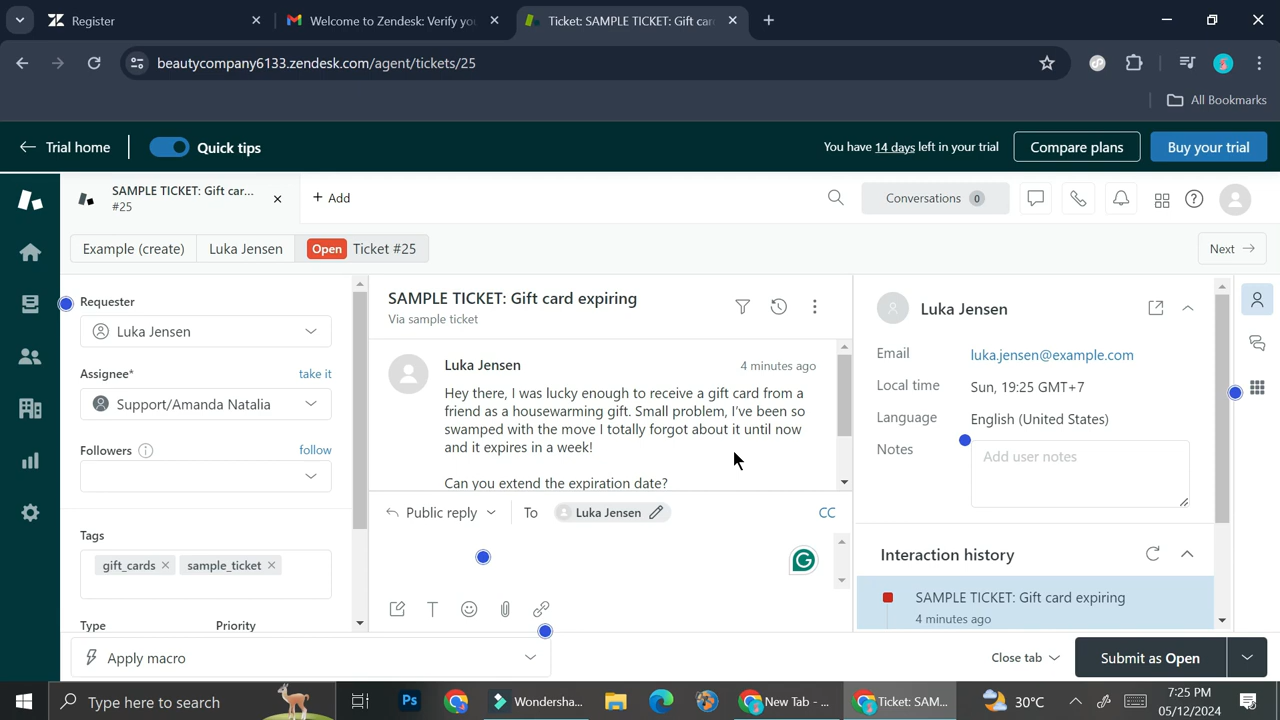 Register
Welcome to Zendesk: Verify you
Ticket: SAMPLE TICKET: Gift car
beautycompany6133.zendesk.com/agent/tickets/25
All Bookmarks
Trial home
Quick tips
You have 14 days left in your trial
Compare plans
Buy your trial
SAMPLE TICKET: Gift car...
#25
+ Add
Conversations 0
Example (create)
Luka Jensen
Open Ticket #25
Next
Requester
Luka Jensen
Assignee*
take it
Support/Amanda Natalia
Followers
follow
Tags
gift_cards
sample_ticket
Type
Priority
Apply macro
SAMPLE TICKET: Gift card expiring
Via sample ticket
Luka Jensen
4 minutes ago
Hey there, I was lucky enough to receive a gift card from a
friend as a housewarming gift. Small problem, I've been so
swamped with the move I totally forgot about it until now
and it expires in a week!
Can you extend the expiration date?
Public reply
To
Luka Jensen
CC
Luka Jensen
Email
luka.jensen@example.com
Local time
Sun, 19:25 GMT+7
Language
English (United States)
Notes
Add user notes
Interaction history
SAMPLE TICKET: Gift card expiring
4 minutes ago
Close tab
Submit as Open
Type here to search
Ps
Wondersha...
New Tab - ...
Ticket: SAM...
30°C
7:25 PM
05/12/2024